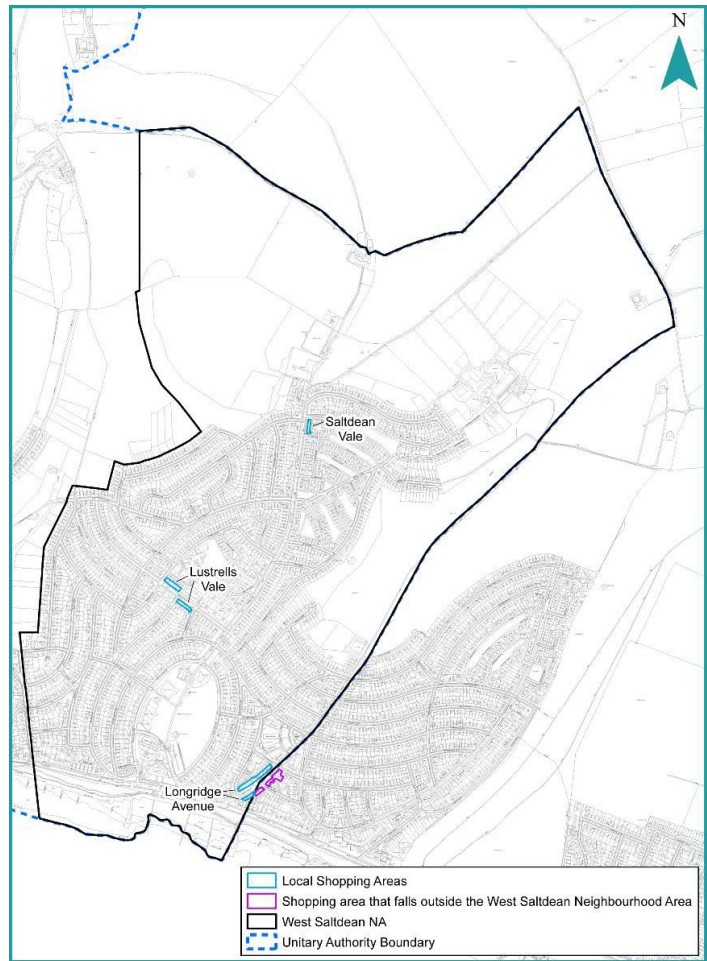 N
Saltdean
Vale
Lustrells
Vale
Longridge
Avenue
Local Shopping Areas
Shopping area that falls outside the West Saltdean Neighbourhood Area
West Saltdean NA
Unitary Authority Boundary